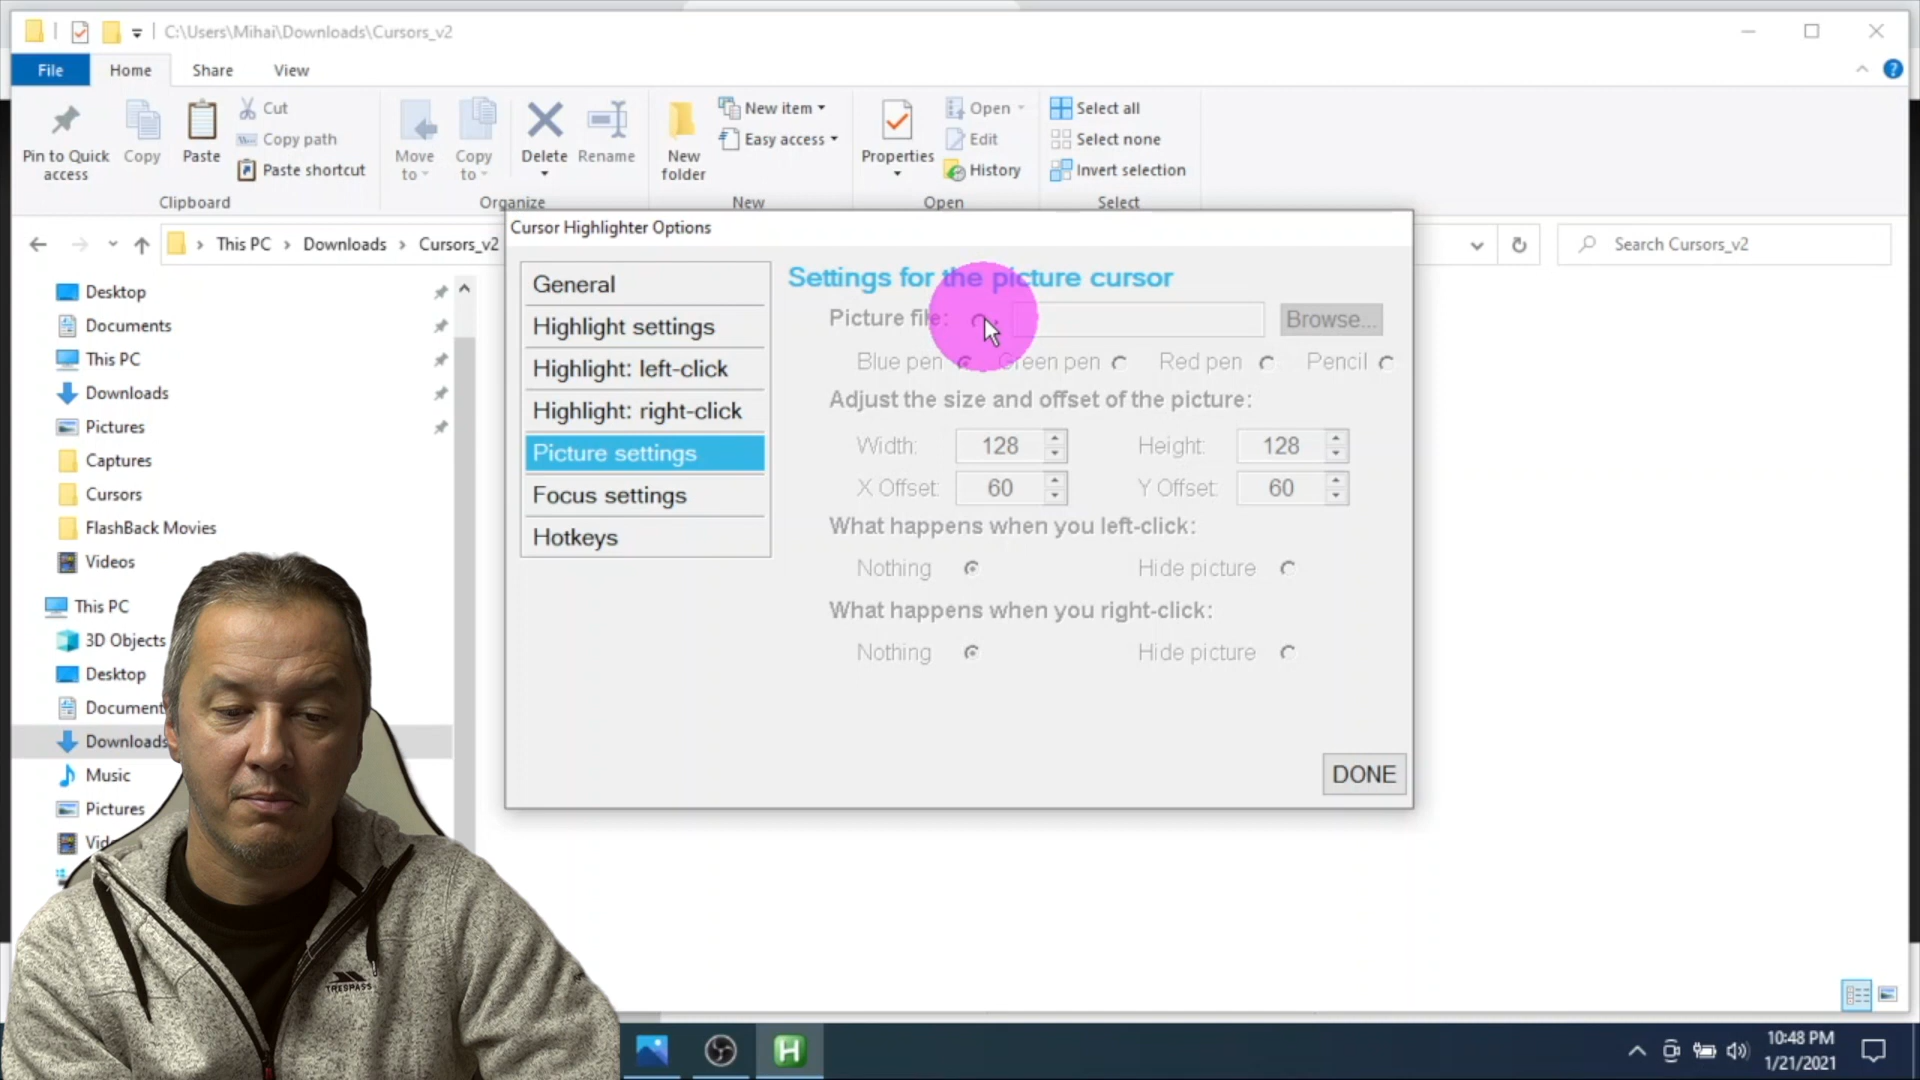 C:\Users\Mihai\Downloads\Cursors_v2
File Home Share View
Pin to Quick access
Copy
Paste
Cut
Copy path
Paste shortcut
Clipboard
Move to
Copy to
Delete
Rename
Organize
New folder
New item
Easy access
New
Properties
Open
Edit
History
Open
Select all
Select none
Invert selection
Select
This PC > Downloads > Cursors_v2
Search Cursors_v2
Desktop
Documents
This PC
Downloads
Pictures
Captures
Cursors
FlashBack Movies
Videos
This PC
3D Objects
Desktop
Document
Downloads
Music
Pictures
Vid
Cursor Highlighter Options
General
Highlight settings
Highlight: left-click
Highlight: right-click
Picture settings
Focus settings
Hotkeys
Settings for the picture cursor
Picture file: Browse...
Blue pen Green pen Red pen Pencil
Adjust the size and offset of the picture:
Width: 128 Height: 128
X Offset: 60 Y Offset: 60
What happens when you left-click:
Nothing Hide picture
What happens when you right-click:
Nothing Hide picture
DONE
TRESPASS
H
10:48 PM
1/21/2021